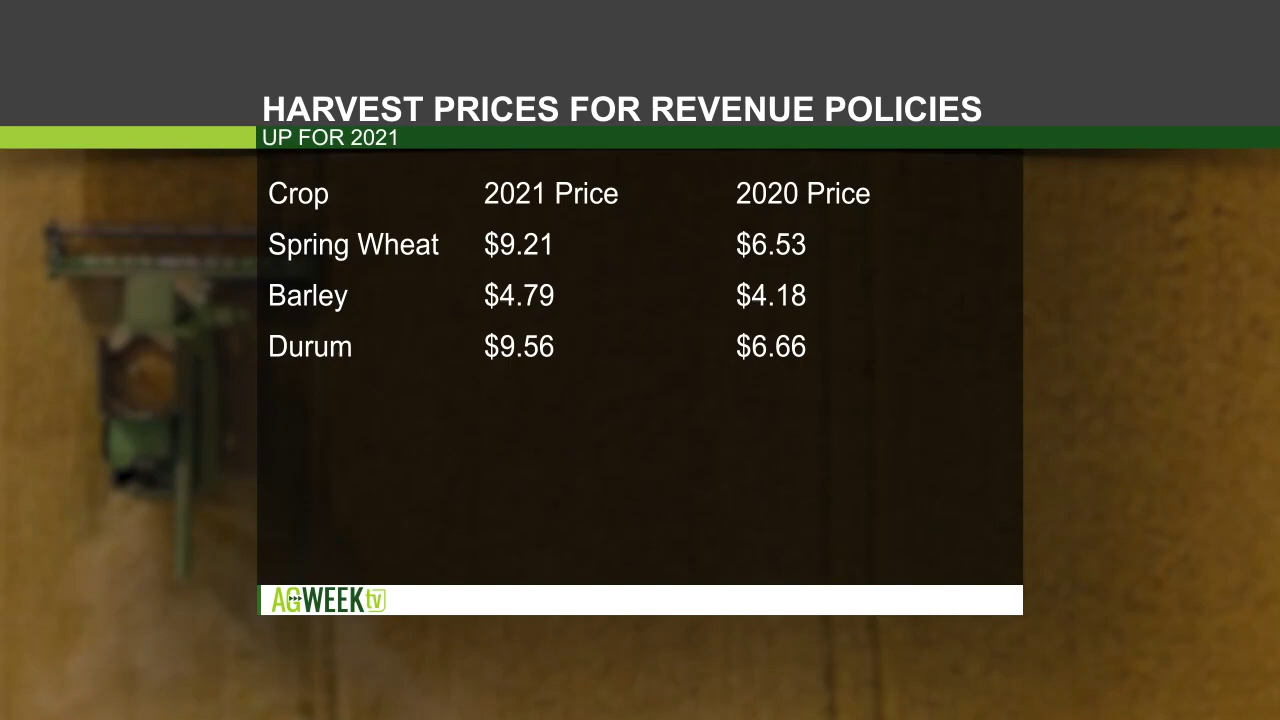 HARVEST PRICES FOR REVENUE POLICIES
UP FOR 2021
Crop 2021 Price 2020 Price
Spring Wheat $9.21 $6.53
Barley $4.79 $4.18
Durum $9.56 $6.66
AGWEEK tv